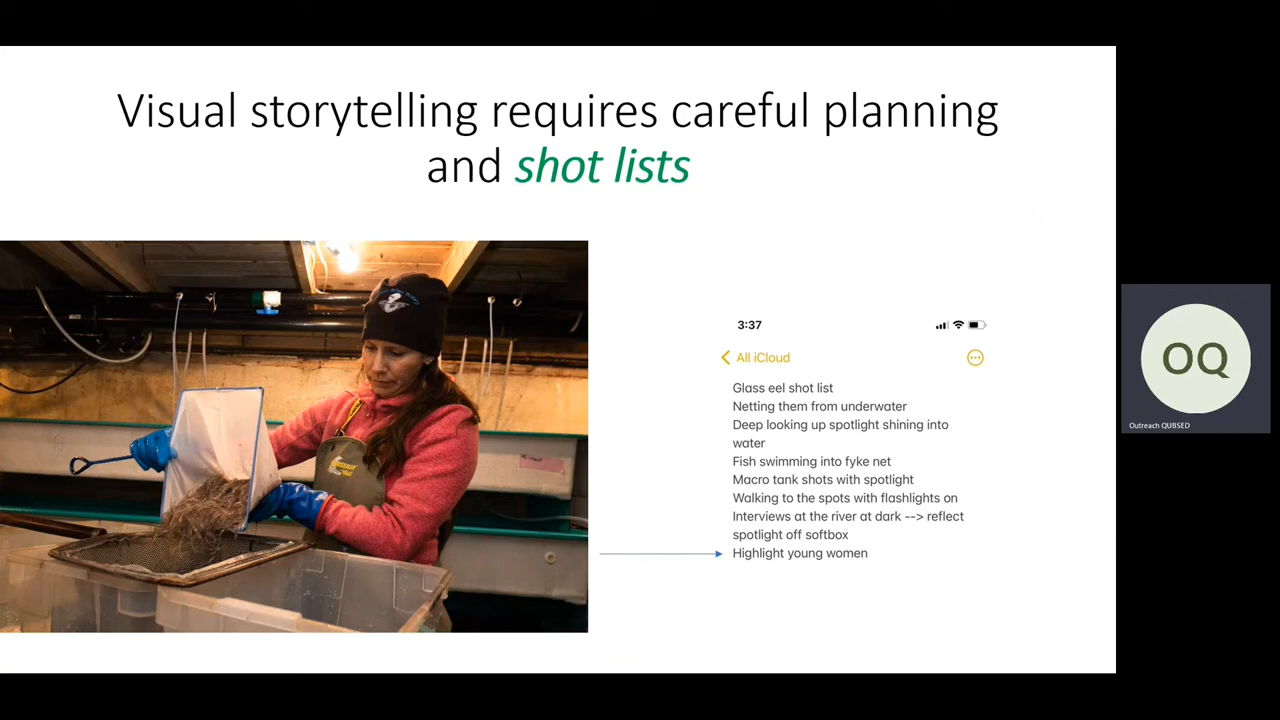 Visual storytelling requires careful planning
and shot lists
3:37
All iCloud
Glass eel shot list
Netting them from underwater
Deep looking up spotlight shining into
water
Fish swimming into fyke net
Macro tank shots with spotlight
Walking to the spots with flashlights on
Interviews at the river at dark --> reflect
spotlight off softbox
Highlight young women
OQ
Outreach QUBSED